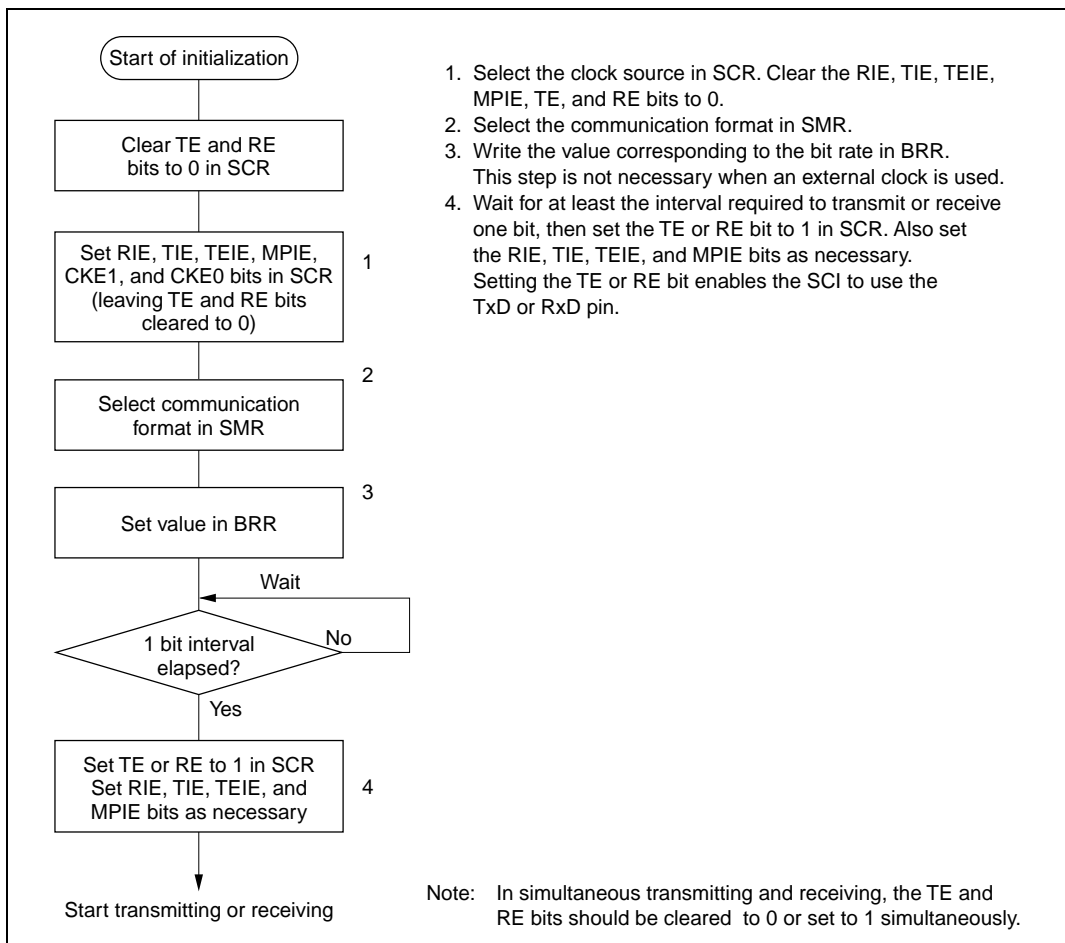 Start of initialization
Clear TE and RE
bits to 0 in SCR
Set RIE, TIE, TEIE, MPIE,
CKE1, and CKE0 bits in SCR
(leaving TE and RE bits
cleared to 0)
1
2
Select communication
format in SMR
3
Set value in BRR
Wait
1 bit interval
elapsed?
No
Yes
Set TE or RE to 1 in SCR
Set RIE, TIE, TEIE, and
MPIE bits as necessary
4
Start transmitting or receiving
1. Select the clock source in SCR. Clear the RIE, TIE, TEIE,
MPIE, TE, and RE bits to 0.
2. Select the communication format in SMR.
3. Write the value corresponding to the bit rate in BRR.
This step is not necessary when an external clock is used.
4. Wait for at least the interval required to transmit or receive
one bit, then set the TE or RE bit to 1 in SCR. Also set
the RIE, TIE, TEIE, and MPIE bits as necessary.
Setting the TE or RE bit enables the SCI to use the
TxD or RxD pin.
Note: In simultaneous transmitting and receiving, the TE and
RE bits should be cleared to 0 or set to 1 simultaneously.